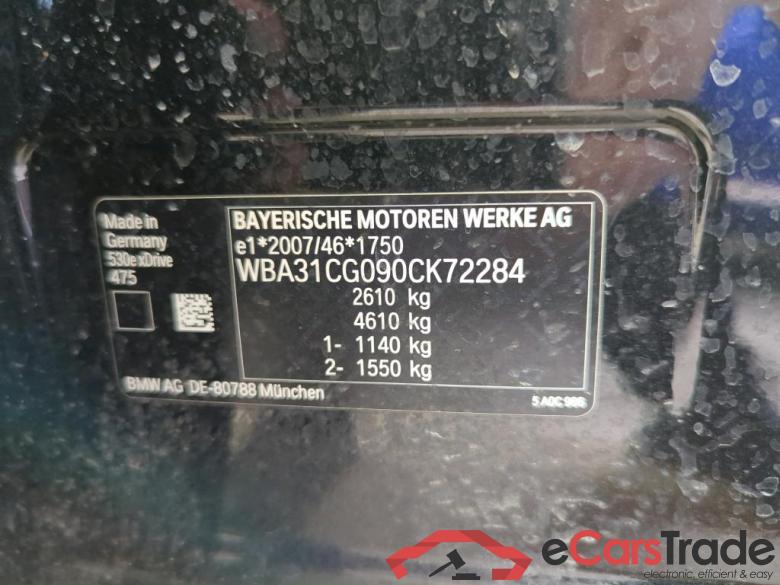 Made in
Germany
530e xDrive
475
BAYERISCHE MOTOREN WERKE AG
e1*2007/46*1750
WBA31CG090CK72284
2610 kg
4610 kg
1- 1140 kg
2- 1550 kg
BMW AG DE-80788 München
5 A0C 986
eCarsTrade
electronic, efficient & easy